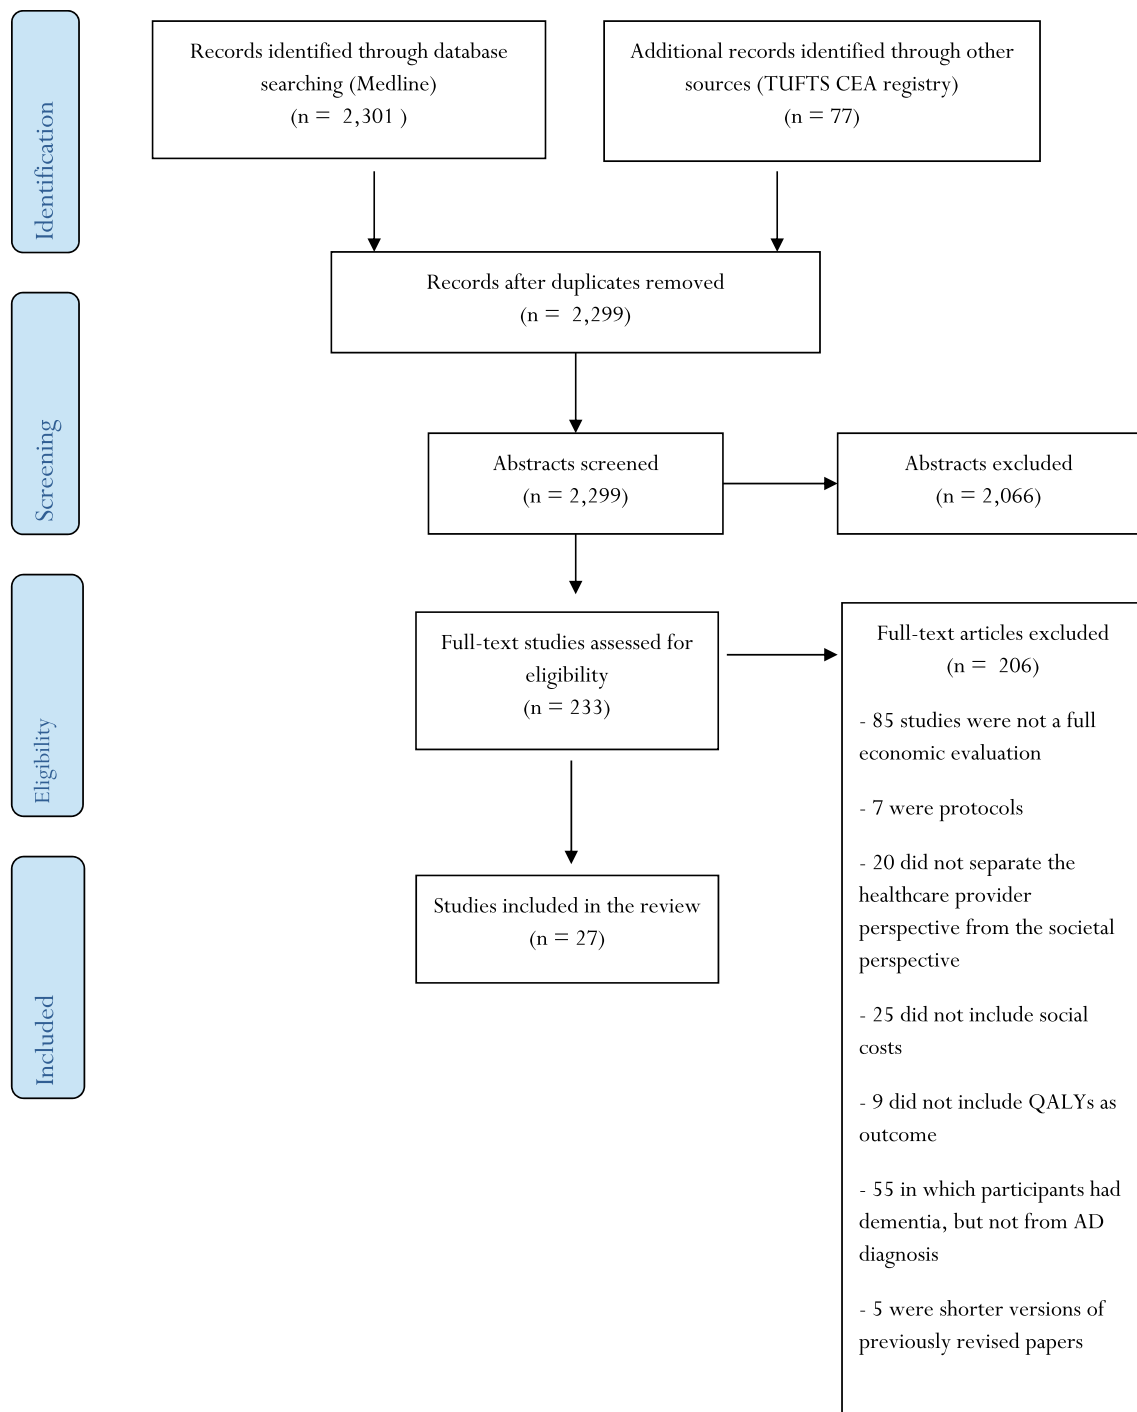 Identification
Records identified through database
searching (Medline)
(n = 2,301 )
Additional records identified through other
sources (TUFTS CEA registry)
(n = 77)
Records after duplicates removed
(n = 2,299)
Screening
Abstracts screened
(n = 2,299)
Abstracts excluded
(n = 2,066)
Eligibility
Full-text studies assessed for
eligibility
(n = 233)
Full-text articles excluded
(n = 206)
- 85 studies were not a full
economic evaluation
- 7 were protocols
- 20 did not separate the
healthcare provider
perspective from the societal
perspective
- 25 did not include social
costs
- 9 did not include QALYs as
outcome
- 55 in which participants had
dementia, but not from AD
diagnosis
- 5 were shorter versions of
previously revised papers
Included
Studies included in the review
(n = 27)